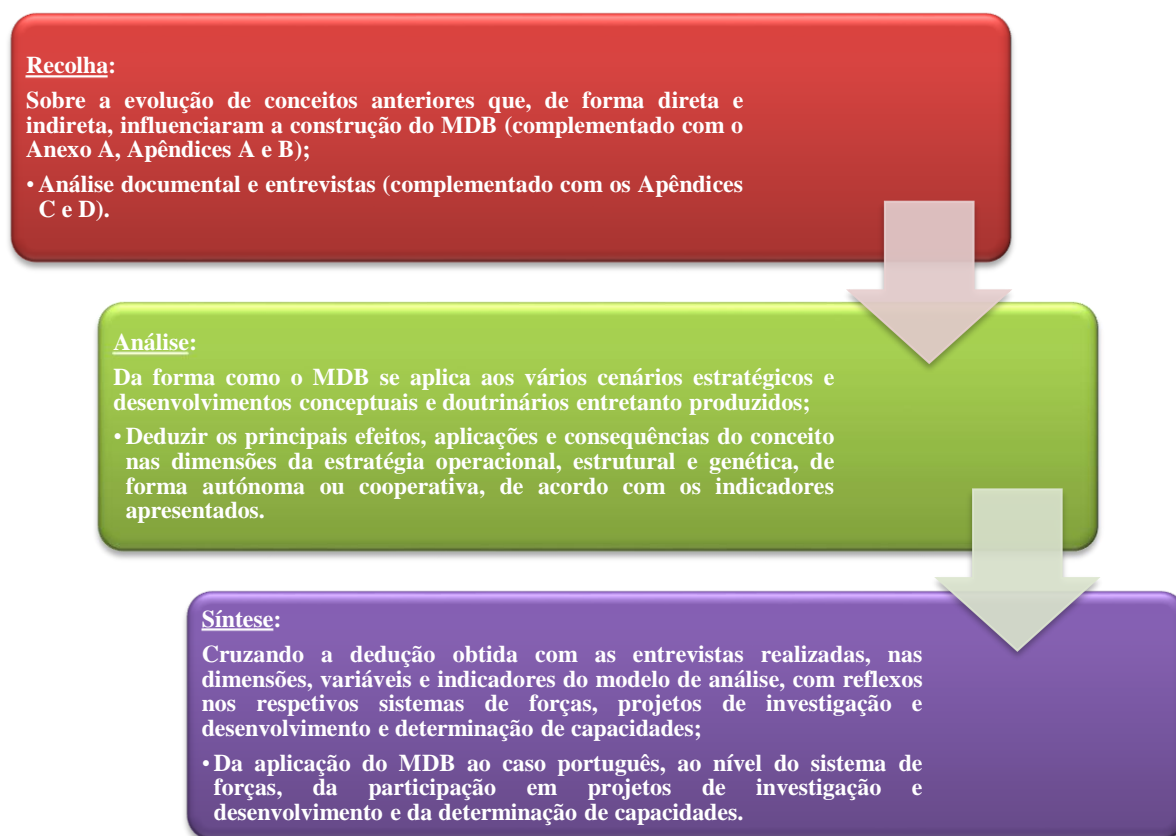 Recolha:
Sobre a evolução de conceitos anteriores que, de forma direta e
indireta, influenciaram a construção do MDB (complementado com o
Anexo A, Apêndices A e B);
• Análise documental e entrevistas (complementado com os Apêndices
C e D).
Análise:
Da forma como o MDB se aplica aos vários cenários estratégicos e
desenvolvimentos conceptuais e doutrinários entretanto produzidos;
• Deduzir os principais efeitos, aplicações e consequências do conceito
nas dimensões da estratégia operacional, estrutural e genética, de
forma autónoma ou cooperativa, de acordo com os indicadores
apresentados.
Síntese:
Cruzando a dedução obtida com as entrevistas realizadas, nas
dimensões, variáveis e indicadores do modelo de análise, com reflexos
nos respetivos sistemas de forças, projetos de investigação e
desenvolvimento e determinação de capacidades;
• Da aplicação do MDB ao caso português, ao nível do sistema de
forças, da participação em projetos de investigação e
desenvolvimento e da determinação de capacidades.